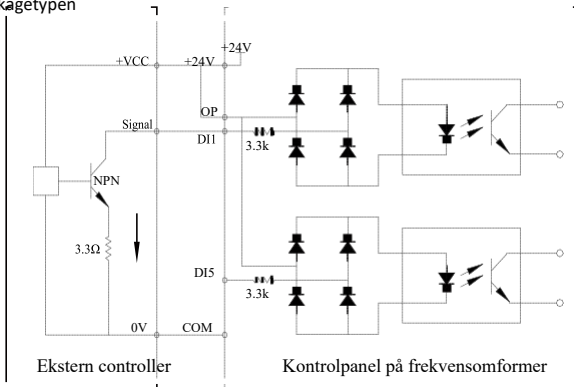 kagetypen
+24V
+VCC
+24V
OP
Signal
DI1
3.3k
NPN
3.3Ω
DI5
3.3k
0V
COM
Ekstern controller
Kontrolpanel på frekvensomformer